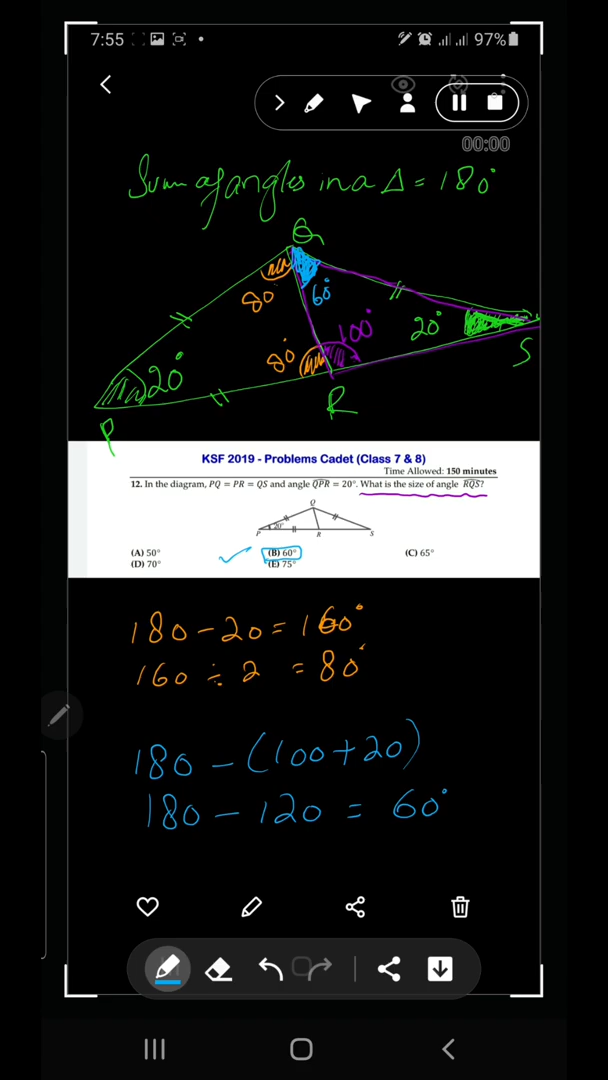 7:55 97%
00:00
Sum of angles in a Δ = 180°
Q
80 60°
100° 20°
80° S
20° R
P
KSF 2019 - Problems Cadet (Class 7 & 8)
Time Allowed: 150 minutes
12. In the diagram, PQ = PR = QS and angle QPR = 20°. What is the size of angle RQS?
Q
20°
P R S
(A) 50° (B) 60° (C) 65°
(D) 70° (E) 75°
180 - 20 = 160°
160 ÷ 2 = 80°
180 - (100 + 20)
180 - 120 = 60°